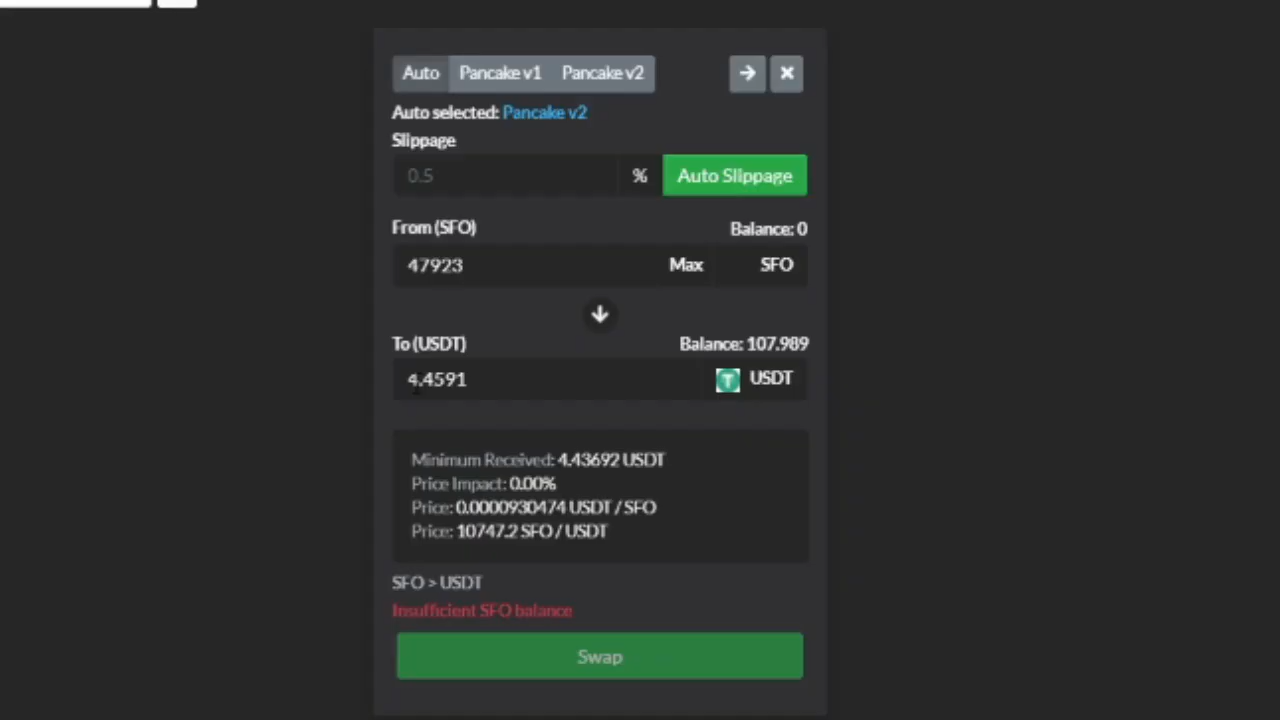 Auto Pancake v1 Pancake v2
Auto selected: Pancake v2
Slippage
0.5 % Auto Slippage
From (SFO) Balance: 0
47923 Max SFO
To (USDT) Balance: 107.989
4.4591 USDT
Minimum Received: 4.43692 USDT
Price Impact: 0.00%
Price: 0.0000930474 USDT / SFO
Price: 10747.2 SFO / USDT
SFO > USDT
Insufficient SFO balance
Swap